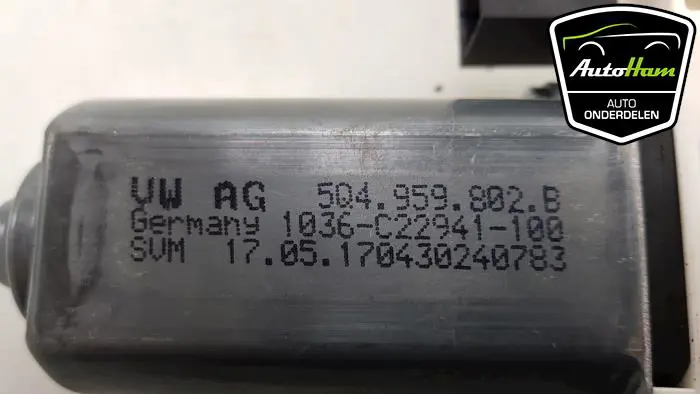 AutoHam
AUTO
ONDERDELEN
VW AG 5Q4.959.802.B
Germany 1036-C22941-100
SVM 17.05.170430240783